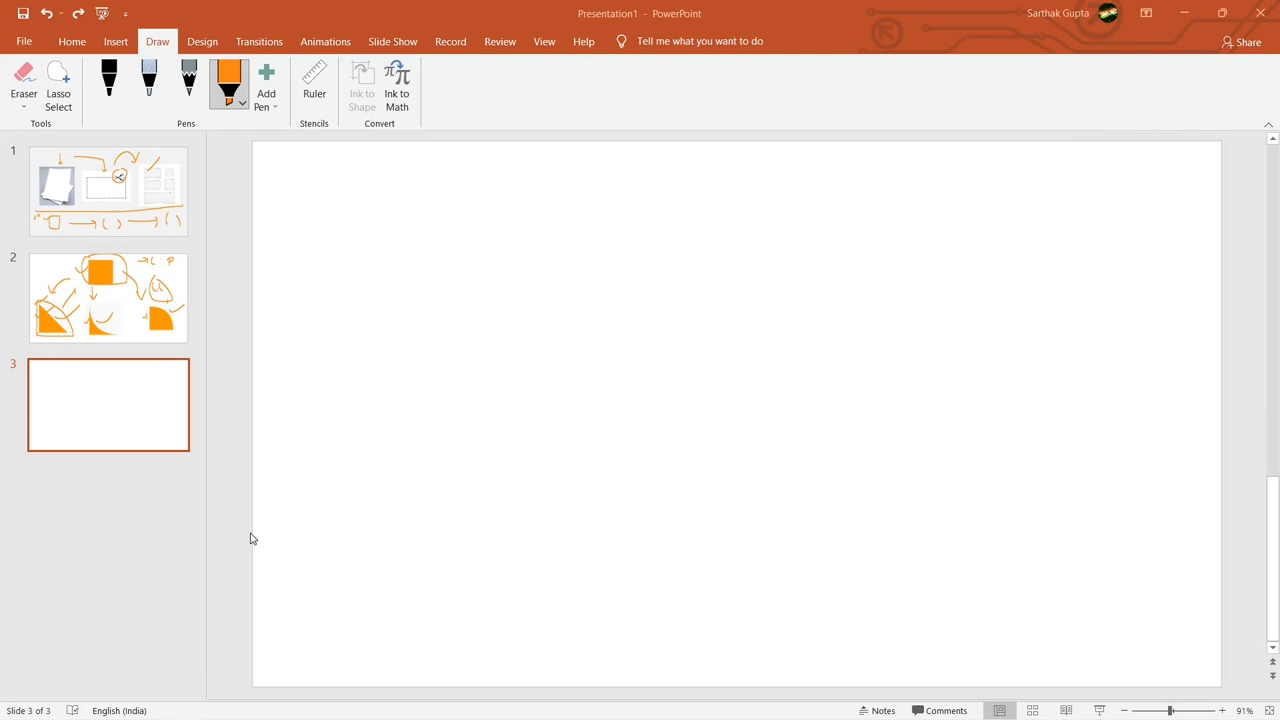 Presentation1 - PowerPoint
Sarthak Gupta
File Home Insert Draw Design Transitions Animations Slide Show Record Review View Help Tell me what you want to do
Share
Eraser
Lasso Select
Add Pen
Ruler
Ink to Shape
Ink to Math
Tools Pens Stencils Convert
1
2
3
Slide 3 of 3 English (India) Notes Comments 91%